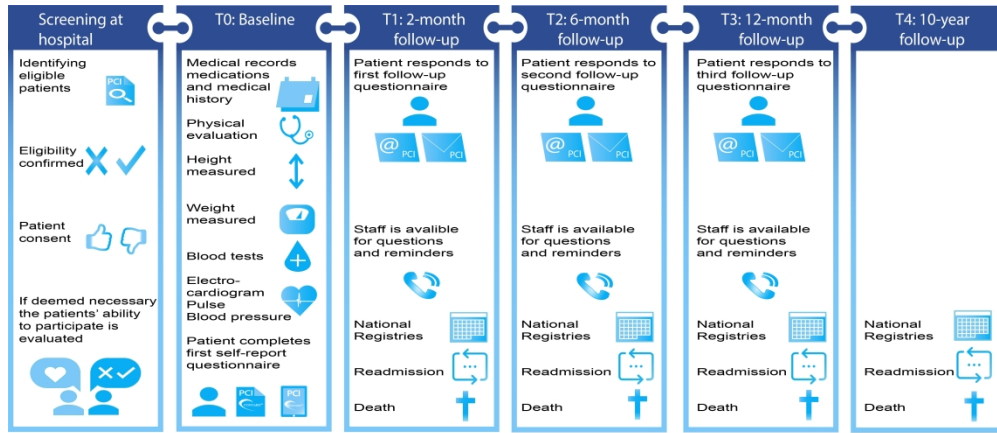 Screening at
hospital
Identifying
eligible
patients
PCI
Eligibility
confirmed
Patient
consent
If deemed necessary
the patients' ability
to participate is
evaluated
T0: Baseline
Medical records
medications
and medical
history
Physical
evaluation
Height
measured
Weight
measured
Blood tests
Electro-
cardiogram
Pulse
Blood pressure
Patient completes
first self-report
questionnaire
PCI
PCI
T1: 2-month
follow-up
Patient responds to
first follow-up
questionnaire
@ PCI
PCI
Staff is avalible
for questions
and reminders
National
Registries
Readmission
Death
T2: 6-month
follow-up
Patient responds to
second follow-up
questionnaire
@ PCI
PCI
Staff is available
for questions
and reminders
National
Registries
Readmission
Death
T3: 12-month
follow-up
Patient responds to
third follow-up
questionnaire
@ PCI
PCI
Staff is available
for questions
and reminders
National
Registries
Readmission
Death
T4: 10-year
follow-up
National
Registries
Readmission
Death